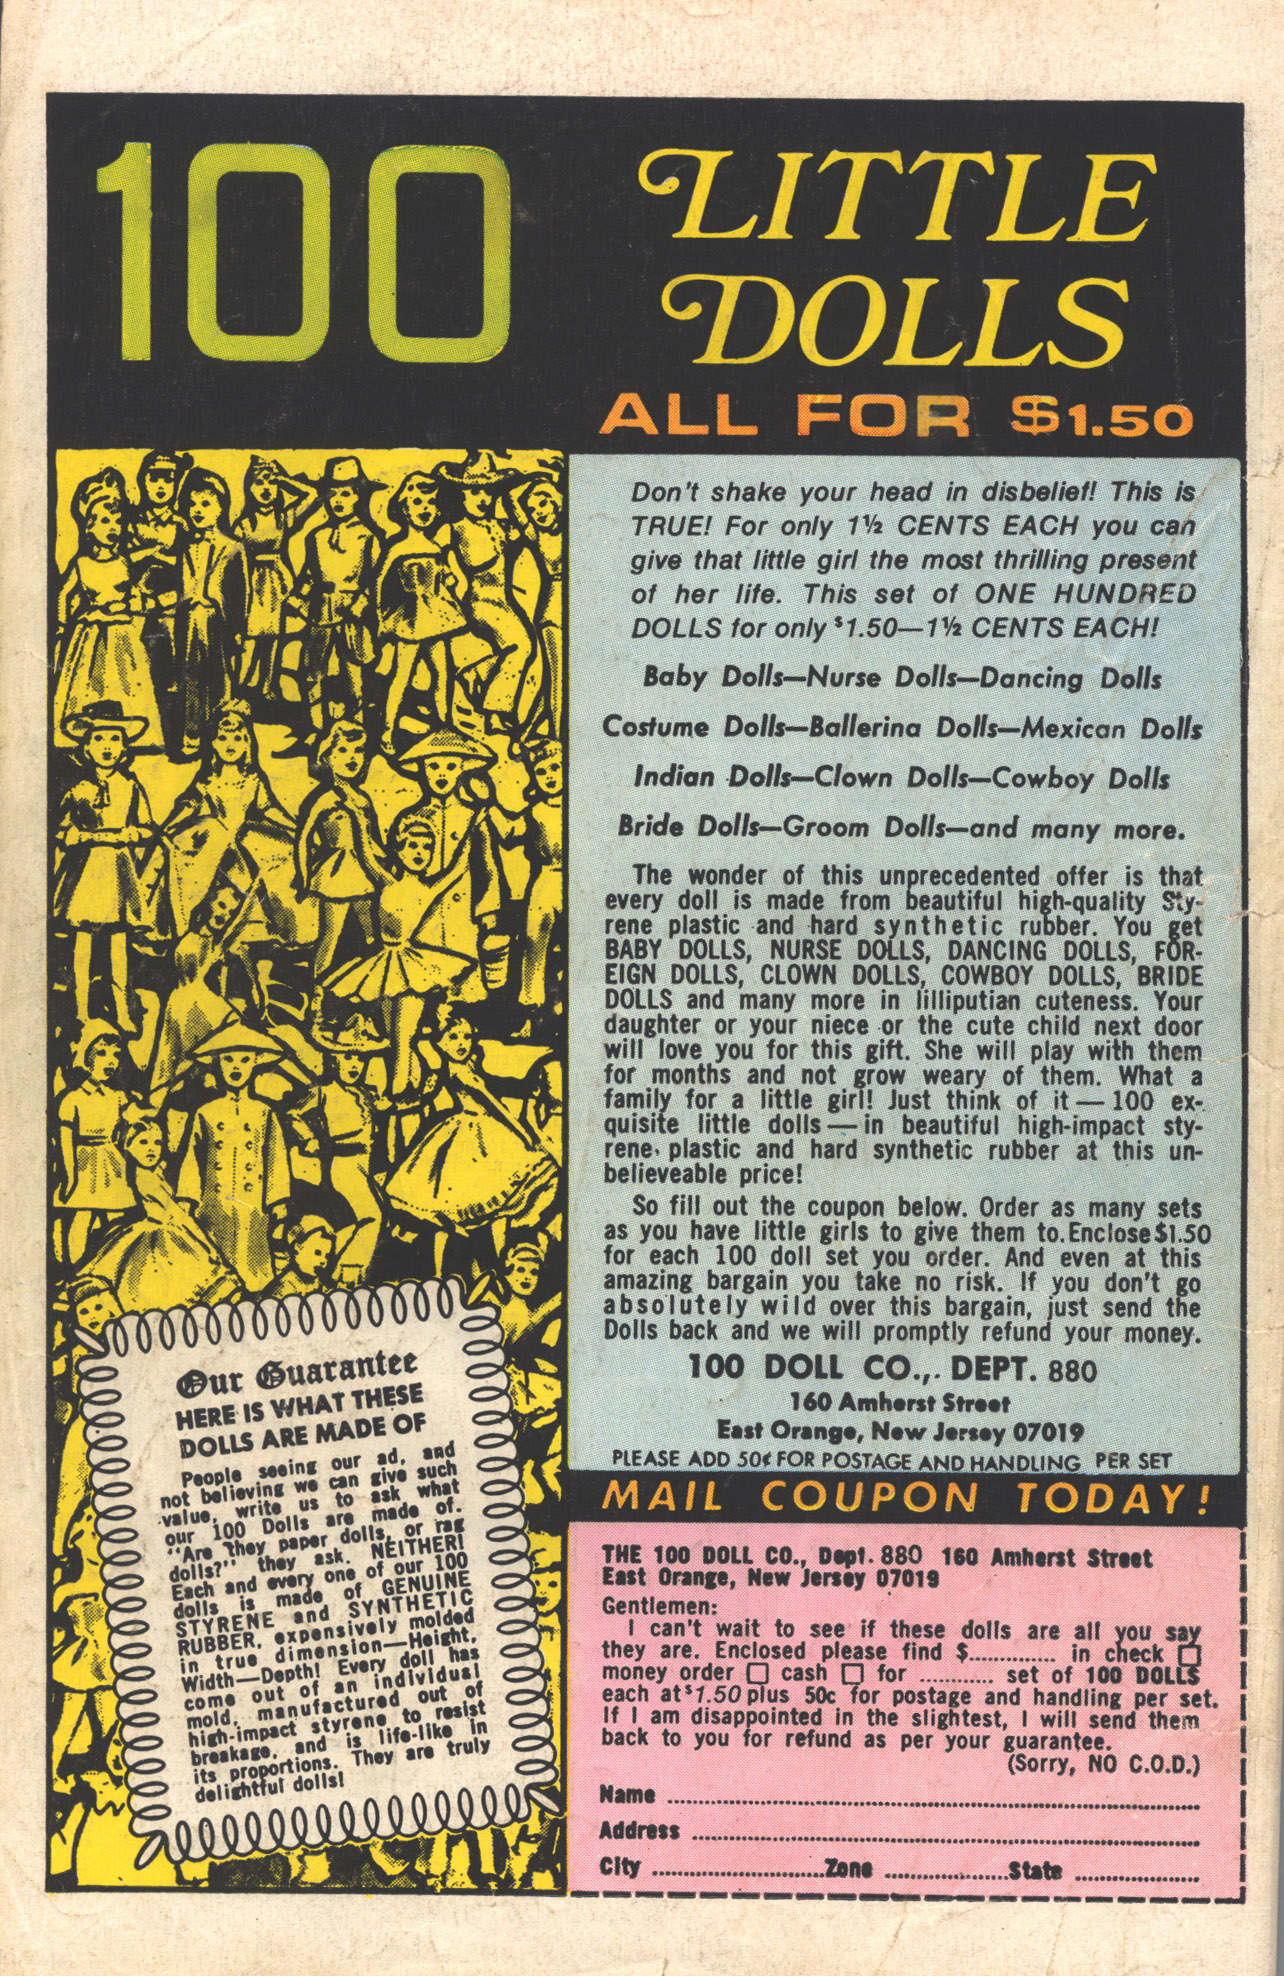 100
LITTLE
DOLLS
ALL FOR $1.50
Don't shake your head in disbelief! This is
TRUE! For only 1½ CENTS EACH you can
give that little girl the most thrilling present
of her life. This set of ONE HUNDRED
DOLLS for only $1.50—1½ CENTS EACH!
Baby Dolls—Nurse Dolls—Dancing Dolls
Costume Dolls—Ballerina Dolls—Mexican Dolls
Indian Dolls—Clown Dolls—Cowboy Dolls
Bride Dolls—Groom Dolls—and many more.
The wonder of this unprecedented offer is that
every doll is made from beautiful high-quality Sty-
rene plastic and hard synthetic rubber. You get
BABY DOLLS, NURSE DOLLS, DANCING DOLLS, FOR-
EIGN DOLLS, CLOWN DOLLS, COWBOY DOLLS, BRIDE
DOLLS and many more in lilliputian cuteness. Your
daughter or your niece or the cute child next door
will love you for this gift. She will play with them
for months and not grow weary of them. What a
family for a little girl! Just think of it — 100 ex-
quisite little dolls — in beautiful high-impact sty-
rene plastic and hard synthetic rubber at this un-
believeable price!
So fill out the coupon below. Order as many sets
as you have little girls to give them to. Enclose $1.50
for each 100 doll set you order. And even at this
amazing bargain you take no risk. If you don't go
absolutely wild over this bargain, just send the
Dolls back and we will promptly refund your money.
100 DOLL CO.,. DEPT. 880
160 Amherst Street
East Orange, New Jersey 07019
PLEASE ADD 50¢ FOR POSTAGE AND HANDLING PER SET
Our Guarantee
HERE IS WHAT THESE
DOLLS ARE MADE OF
People seeing our ad, and
not believing we can give such
value, write us to ask what
our 100 Dolls are made of.
"Are they paper dolls, or rag
dolls?" they ask. NEITHER!
Each and every one of our 100
dolls is made of GENUINE
STYRENE and SYNTHETIC
RUBBER, expensively molded
in true dimension—Height,
Width—Depth! Every doll has
come out of an individual
mold, manufactured out of
high-impact styrene to resist
breakage, and is life-like in
its proportions. They are truly
delightful dolls!
MAIL COUPON TODAY!
THE 100 DOLL CO., Dept. 880 160 Amherst Street
East Orange, New Jersey 07019
Gentlemen:
I can't wait to see if these dolls are all you say
they are. Enclosed please find $.............. in check ☐
money order ☐ cash ☐ for ............ set of 100 DOLLS
each at $1.50 plus 50c for postage and handling per set.
If I am disappointed in the slightest, I will send them
back to you for refund as per your guarantee.
(Sorry, NO C.O.D.)
Name ........................
Address ........................
City ............ Zone ............ State ............